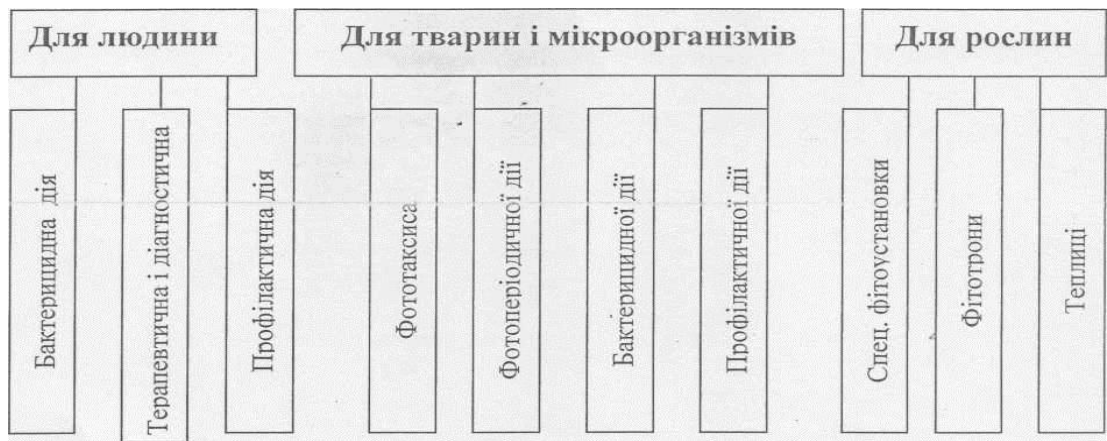 Для людини
Для тварин і мікроорганізмів
Для рослин
Бактерицидна дія
Терапевтична і діагностична
Профілактична дія
Фототаксиса
Фотоперіодичної дії
Бактерицидної дії
Профілактичної дії
Спец. фітоустановки
Фітотрони
Теплиці